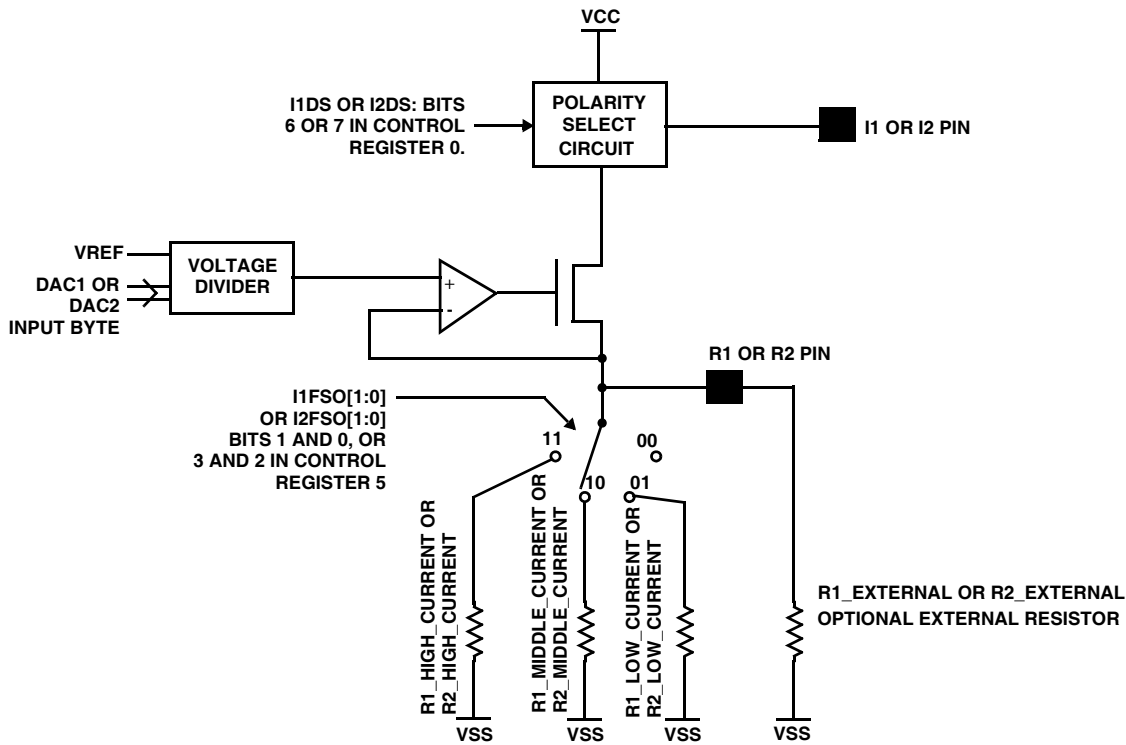 VCC
I1DS OR I2DS: BITS
6 OR 7 IN CONTROL
REGISTER 0.
POLARITY
SELECT
CIRCUIT
I1 OR I2 PIN
VREF
DAC1 OR
DAC2
INPUT BYTE
VOLTAGE
DIVIDER
+
-
R1 OR R2 PIN
I1FSO[1:0]
OR I2FSO[1:0]
BITS 1 AND 0, OR
3 AND 2 IN CONTROL
REGISTER 5
11
00
10
01
R1_HIGH_CURRENT OR
R2_HIGH_CURRENT
R1_MIDDLE_CURRENT OR
R2_MIDDLE_CURRENT
R1_LOW_CURRENT OR
R2_LOW_CURRENT
R1_EXTERNAL OR R2_EXTERNAL
OPTIONAL EXTERNAL RESISTOR
VSS
VSS
VSS
VSS